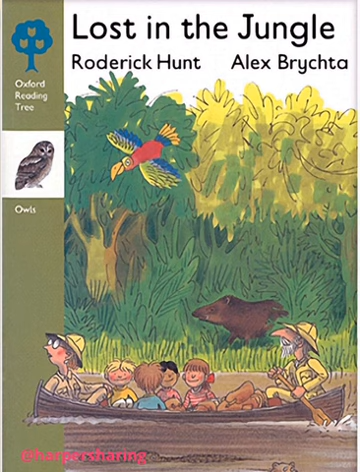 Lost in the Jungle
Roderick Hunt Alex Brychta
Oxford
Reading
Tree
Owls
@harpersharing